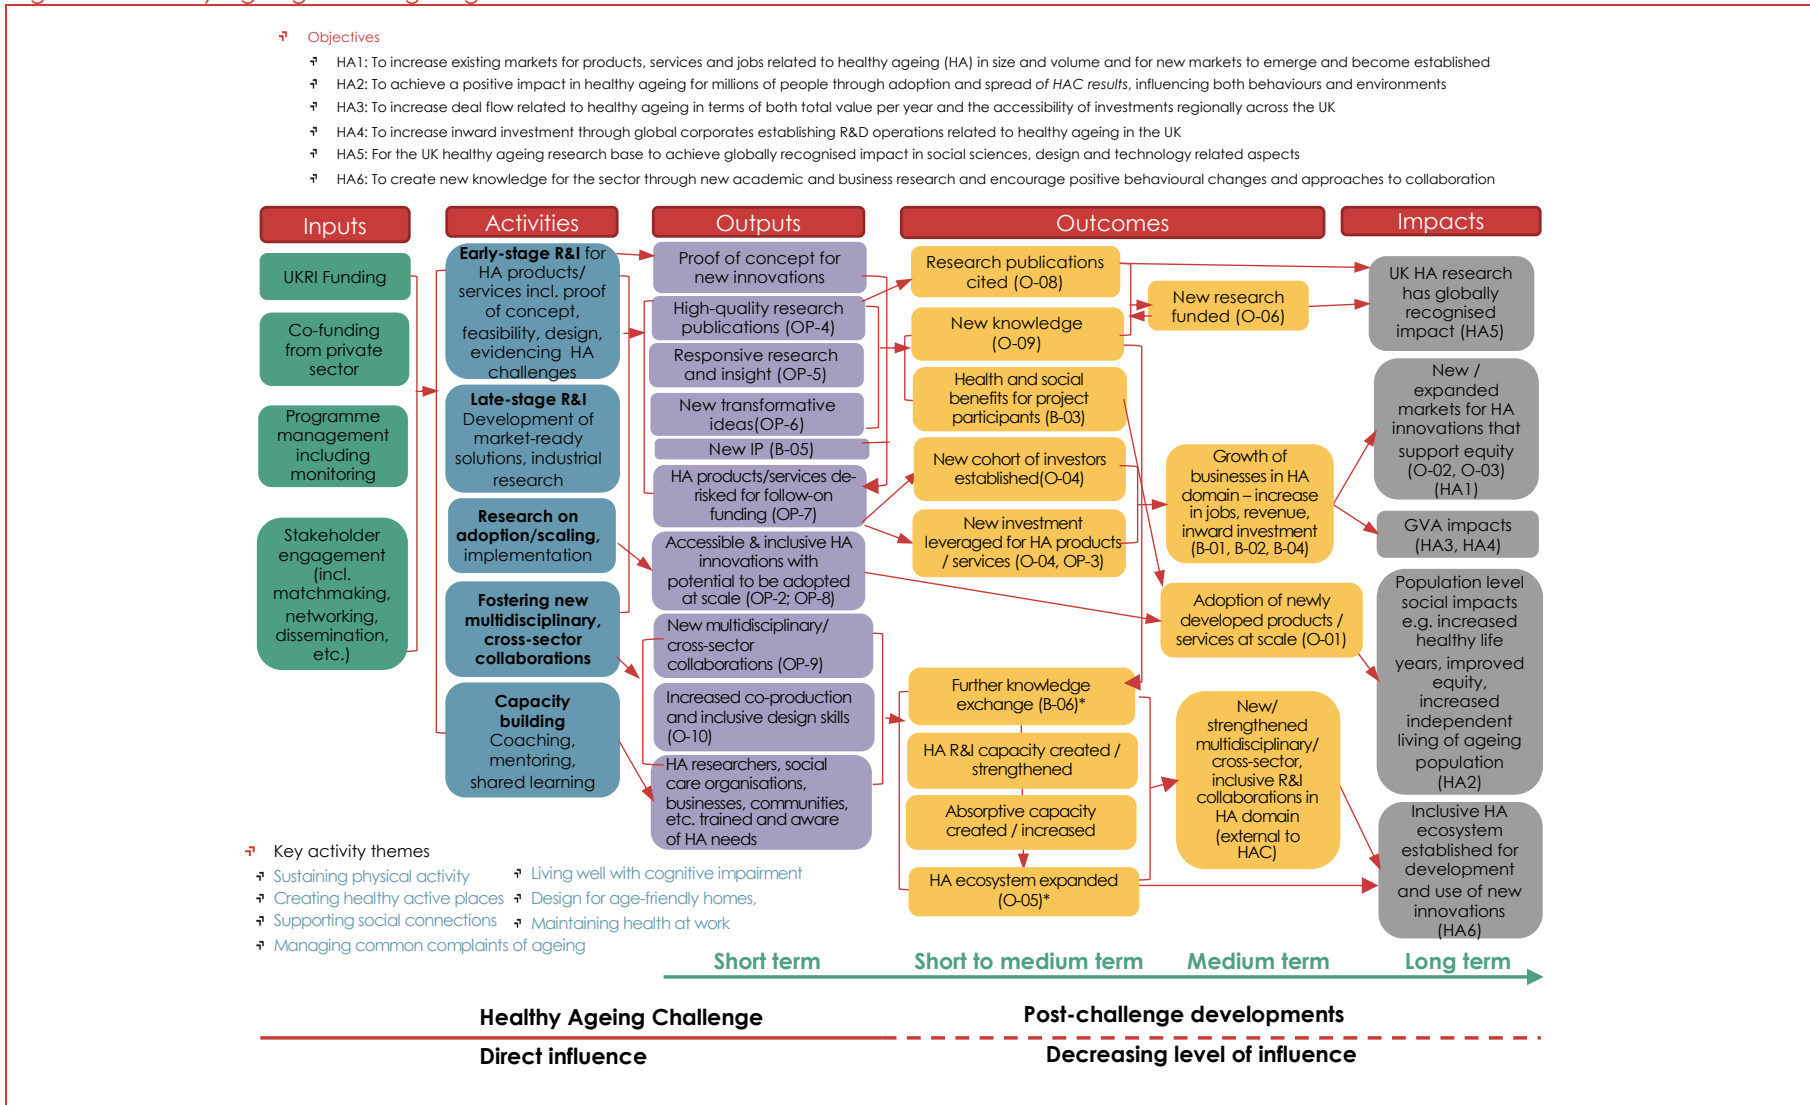 Objectives
HA1: To increase existing markets for products, services and jobs related to healthy ageing (HA) in size and volume and for new markets to emerge and become established
HA2: To achieve a positive impact in healthy ageing for millions of people through adoption and spread of HAC results, influencing both behaviours and environments
HA3: To increase deal flow related to healthy ageing in terms of both total value per year and the accessibility of investments regionally across the UK
HA4: To increase inward investment through global corporates establishing R&D operations related to healthy ageing in the UK
HA5: For the UK healthy ageing research base to achieve globally recognised impact in social sciences, design and technology related aspects
HA6: To create new knowledge for the sector through new academic and business research and encourage positive behavioural changes and approaches to collaboration
Inputs
UKRI Funding
Co-funding
from private
sector
Programme
management
including
monitoring
Stakeholder
engagement
(incl.
matchmaking,
networking,
dissemination,
etc.)
Activities
Early-stage R&I for
HA products/
services incl. proof
of concept,
feasibility, design,
evidencing HA
challenges
Late-stage R&I
Development of
market-ready
solutions, industrial
research
Research on
adoption/scaling,
implementation
Fostering new
multidisciplinary,
cross-sector
collaborations
Capacity
building
Coaching,
mentoring,
shared learning
Outputs
Proof of concept for
new innovations
High-quality research
publications (OP-4)
Responsive research
and insight (OP-5)
New transformative
ideas(OP-6)
New IP (B-05)
HA products/services de-
risked for follow-on
funding (OP-7)
Accessible & inclusive HA
innovations with
potential to be adopted
at scale (OP-2; OP-8)
New multidisciplinary/
cross-sector
collaborations (OP-9)
Increased co-production
and inclusive design skills
(O-10)
HA researchers, social
care organisations,
businesses, communities,
etc. trained and aware
of HA needs
Outcomes
Research publications
cited (O-08)
New knowledge
(O-09)
Health and social
benefits for project
participants (B-03)
New cohort of investors
established(O-04)
New investment
leveraged for HA products
/ services (O-04, OP-3)
Further knowledge
exchange (B-06)*
HA R&I capacity created /
strengthened
Absorptive capacity
created / increased
HA ecosystem expanded
(O-05)*
New research
funded (O-06)
Growth of
businesses in HA
domain – increase
in jobs, revenue,
inward investment
(B-01, B-02, B-04)
Adoption of newly
developed products /
services at scale (O-01)
New/
strengthened
multidisciplinary/
cross-sector,
inclusive R&I
collaborations in
HA domain
(external to
HAC)
Impacts
UK HA research
has globally
recognised
impact (HA5)
New /
expanded
markets for HA
innovations that
support equity
(O-02, O-03)
(HA1)
GVA impacts
(HA3, HA4)
Population level
social impacts
e.g. increased
healthy life
years, improved
equity,
increased
independent
living of ageing
population
(HA2)
Inclusive HA
ecosystem
established for
development
and use of new
innovations
(HA6)
Key activity themes
Sustaining physical activity
Creating healthy active places
Supporting social connections
Managing common complaints of ageing
Living well with cognitive impairment
Design for age-friendly homes,
Maintaining health at work
Short term
Short to medium term
Medium term
Long term
Healthy Ageing Challenge
Post-challenge developments
Direct influence
Decreasing level of influence